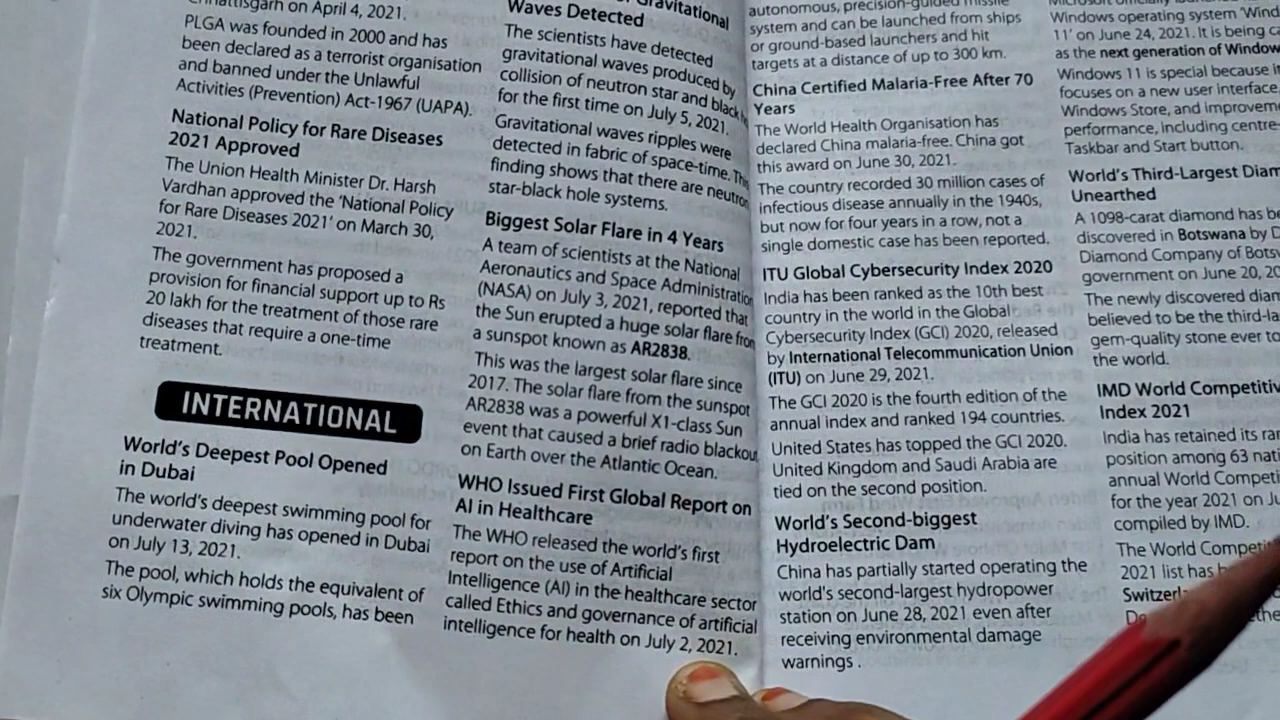 on April 4, 2021.
PLGA was founded in 2000 and has
been declared as a terrorist organisation
and banned under the Unlawful
Activities (Prevention) Act-1967 (UAPA).
National Policy for Rare Diseases
2021 Approved
The Union Health Minister Dr. Harsh
Vardhan approved the ‘National Policy
for Rare Diseases 2021’ on March 30,
2021.
The government has proposed a
provision for financial support up to Rs
20 lakh for the treatment of those rare
diseases that require a one-time
treatment.
INTERNATIONAL
World’s Deepest Pool Opened
in Dubai
The world’s deepest swimming pool for
underwater diving has opened in Dubai
on July 13, 2021.
The pool, which holds the equivalent of
six Olympic swimming pools, has been
Gravitational
Waves Detected
The scientists have detected
gravitational waves produced by
collision of neutron star and black
for the first time on July 5, 2021.
Gravitational waves ripples were
detected in fabric of space-time. This
finding shows that there are neutron
star-black hole systems.
Biggest Solar Flare in 4 Years
A team of scientists at the National
Aeronautics and Space Administration
(NASA) on July 3, 2021, reported that
the Sun erupted a huge solar flare from
a sunspot known as AR2838.
This was the largest solar flare since
2017. The solar flare from the sunspot
AR2838 was a powerful X1-class Sun
event that caused a brief radio blackout
on Earth over the Atlantic Ocean.
WHO Issued First Global Report on
AI in Healthcare
The WHO released the world’s first
report on the use of Artificial
Intelligence (AI) in the healthcare sector
called Ethics and governance of artificial
intelligence for health on July 2, 2021.
autonomous, precision-guided missile
system and can be launched from ships
or ground-based launchers and hit
targets at a distance of up to 300 km.
China Certified Malaria-Free After 70
Years
The World Health Organisation has
declared China malaria-free. China got
this award on June 30, 2021.
The country recorded 30 million cases of
infectious disease annually in the 1940s,
but now for four years in a row, not a
single domestic case has been reported.
ITU Global Cybersecurity Index 2020
India has been ranked as the 10th best
country in the world in the Global
Cybersecurity Index (GCI) 2020, released
by International Telecommunication Union
(ITU) on June 29, 2021.
The GCI 2020 is the fourth edition of the
annual index and ranked 194 countries.
United States has topped the GCI 2020.
United Kingdom and Saudi Arabia are
tied on the second position.
World’s Second-biggest
Hydroelectric Dam
China has partially started operating the
world’s second-largest hydropower
station on June 28, 2021 even after
receiving environmental damage
warnings .
Windows operating system ‘Wind
11’ on June 24, 2021. It is being ca
as the next generation of Window
Windows 11 is special because it
focuses on a new user interface,
Windows Store, and improvem
performance, including centre
Taskbar and Start button.
World’s Third-Largest Diam
Unearthed
A 1098-carat diamond has be
discovered in Botswana by D
Diamond Company of Bots
government on June 20, 20
The newly discovered diam
believed to be the third-la
gem-quality stone ever to
the world.
IMD World Competitiv
Index 2021
India has retained its ran
position among 63 nati
annual World Competi
for the year 2021 on Ju
compiled by IMD.
The World Competit
2021 list has